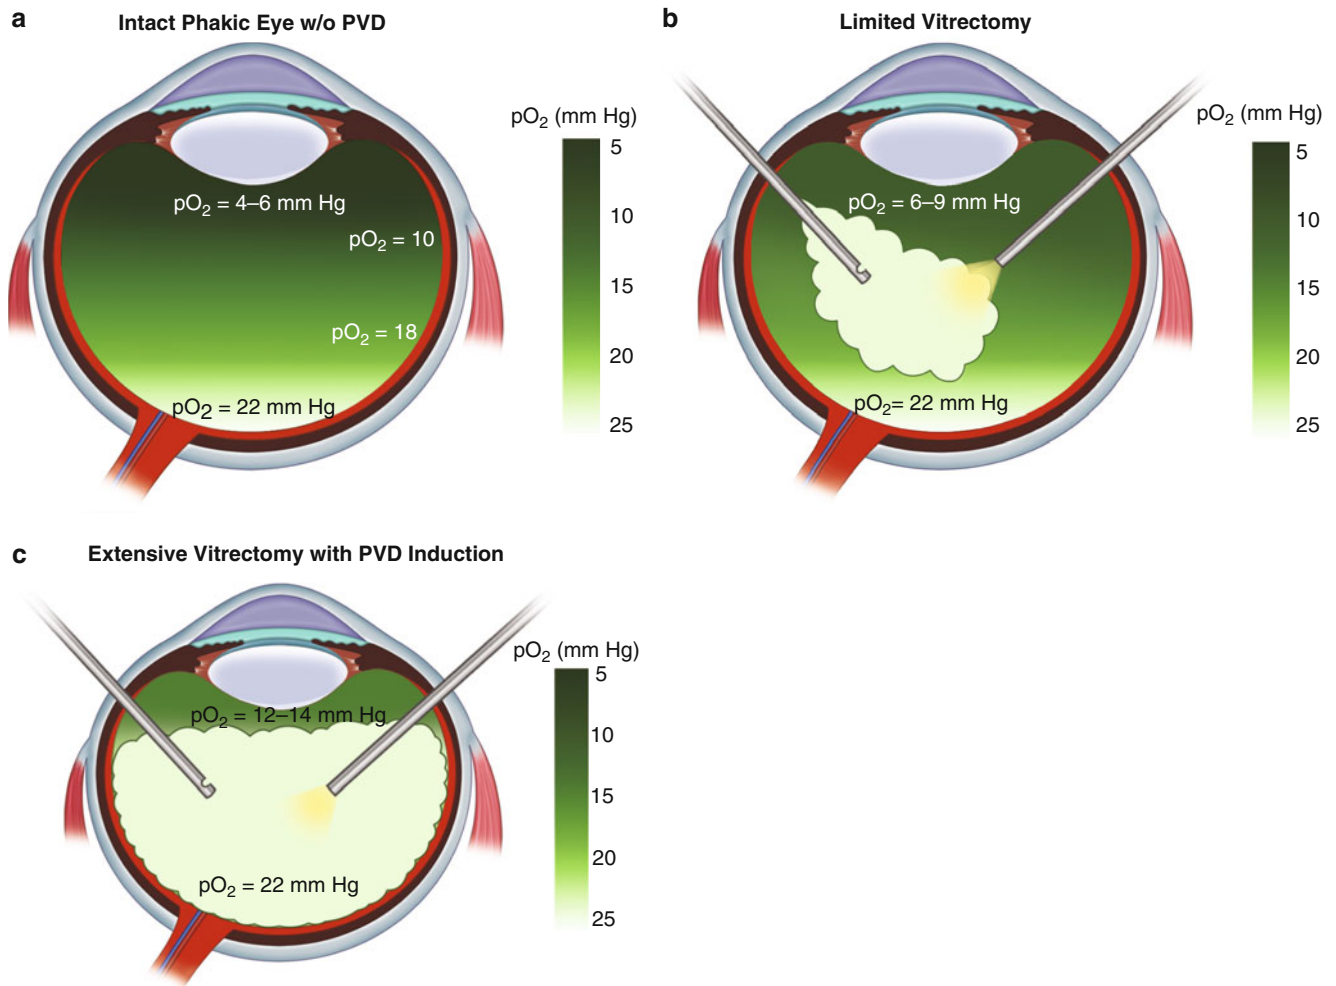 a
Intact Phakic Eye w/o PVD
pO2 (mm Hg)
5
10
15
20
25
pO2 = 4–6 mm Hg
pO2 = 10
pO2 = 18
pO2 = 22 mm Hg
b
Limited Vitrectomy
pO2 (mm Hg)
5
10
15
20
25
pO2 = 6–9 mm Hg
pO2= 22 mm Hg
c
Extensive Vitrectomy with PVD Induction
pO2 (mm Hg)
5
10
15
20
25
pO2 = 12–14 mm Hg
pO2 = 22 mm Hg